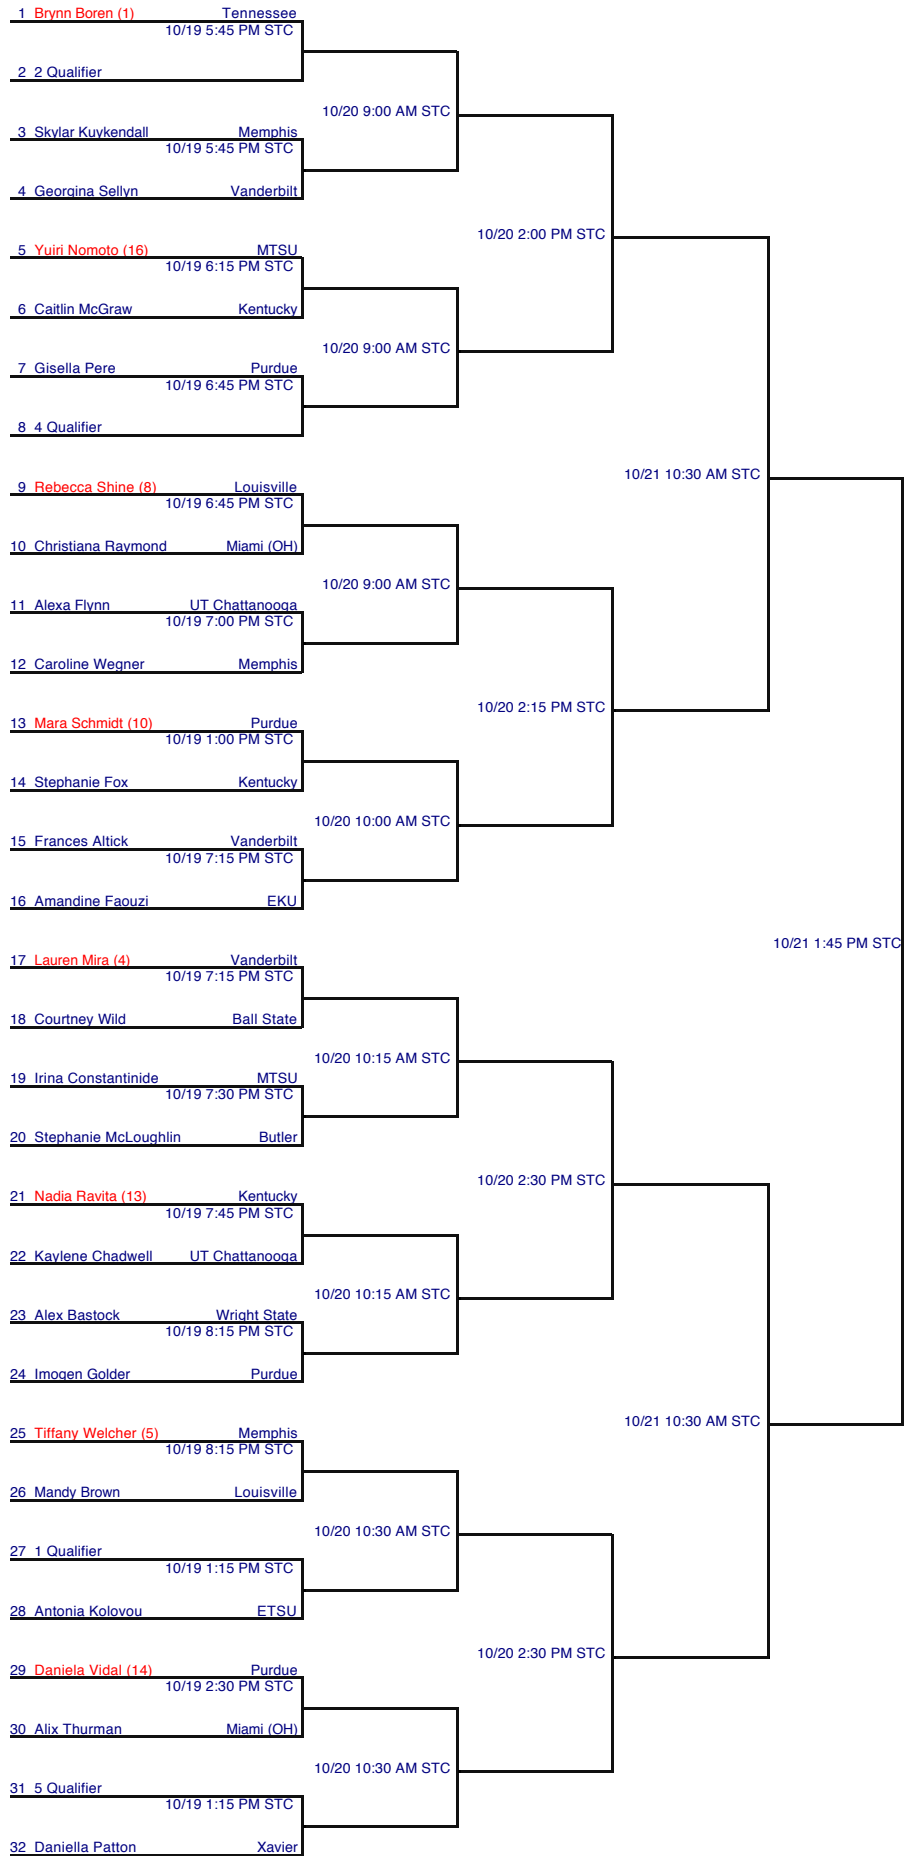 1 Brynn Boren (1) Tennessee
10/19 5:45 PM STC
2 2 Qualifier
10/20 9:00 AM STC
3 Skylar Kuykendall Memphis
10/19 5:45 PM STC
4 Georgina Sellyn Vanderbilt
10/20 2:00 PM STC
5 Yuiri Nomoto (16) MTSU
10/19 6:15 PM STC
6 Caitlin McGraw Kentucky
10/20 9:00 AM STC
7 Gisella Pere Purdue
10/19 6:45 PM STC
8 4 Qualifier
10/21 10:30 AM STC
9 Rebecca Shine (8) Louisville
10/19 6:45 PM STC
10 Christiana Raymond Miami (OH)
10/20 9:00 AM STC
11 Alexa Flynn UT Chattanooga
10/19 7:00 PM STC
12 Caroline Wegner Memphis
10/20 2:15 PM STC
13 Mara Schmidt (10) Purdue
10/19 1:00 PM STC
14 Stephanie Fox Kentucky
10/20 10:00 AM STC
15 Frances Altick Vanderbilt
10/19 7:15 PM STC
16 Amandine Faouzi EKU
10/21 1:45 PM STC
17 Lauren Mira (4) Vanderbilt
10/19 7:15 PM STC
18 Courtney Wild Ball State
10/20 10:15 AM STC
19 Irina Constantinide MTSU
10/19 7:30 PM STC
20 Stephanie McLoughlin Butler
10/20 2:30 PM STC
21 Nadia Ravita (13) Kentucky
10/19 7:45 PM STC
22 Kaylene Chadwell UT Chattanooga
10/20 10:15 AM STC
23 Alex Bastock Wright State
10/19 8:15 PM STC
24 Imogen Golder Purdue
10/21 10:30 AM STC
25 Tiffany Welcher (5) Memphis
10/19 8:15 PM STC
26 Mandy Brown Louisville
10/20 10:30 AM STC
27 1 Qualifier
10/19 1:15 PM STC
28 Antonia Kolovou ETSU
10/20 2:30 PM STC
29 Daniela Vidal (14) Purdue
10/19 2:30 PM STC
30 Alix Thurman Miami (OH)
10/20 10:30 AM STC
31 5 Qualifier
10/19 1:15 PM STC
32 Daniella Patton Xavier